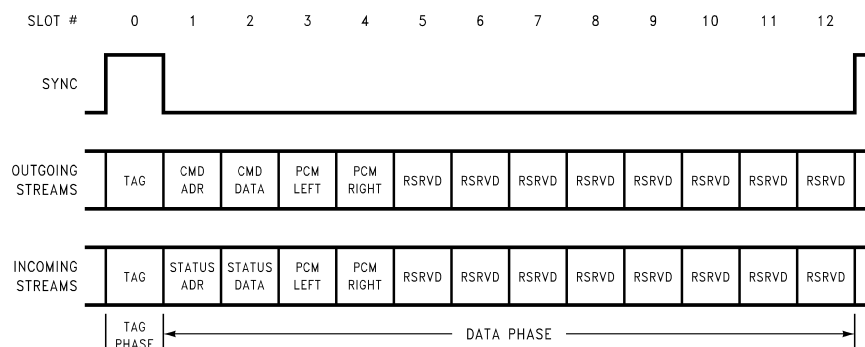 SLOT # 0 1 2 3 4 5 6 7 8 9 10 11 12
SYNC
OUTGOING
STREAMS
TAG
CMD
ADR
CMD
DATA
PCM
LEFT
PCM
RIGHT
RSRVD RSRVD RSRVD RSRVD RSRVD RSRVD RSRVD RSRVD
INCOMING
STREAMS
TAG
STATUS
ADR
STATUS
DATA
PCM
LEFT
PCM
RIGHT
RSRVD RSRVD RSRVD RSRVD RSRVD RSRVD RSRVD RSRVD
TAG
PHASE
DATA PHASE